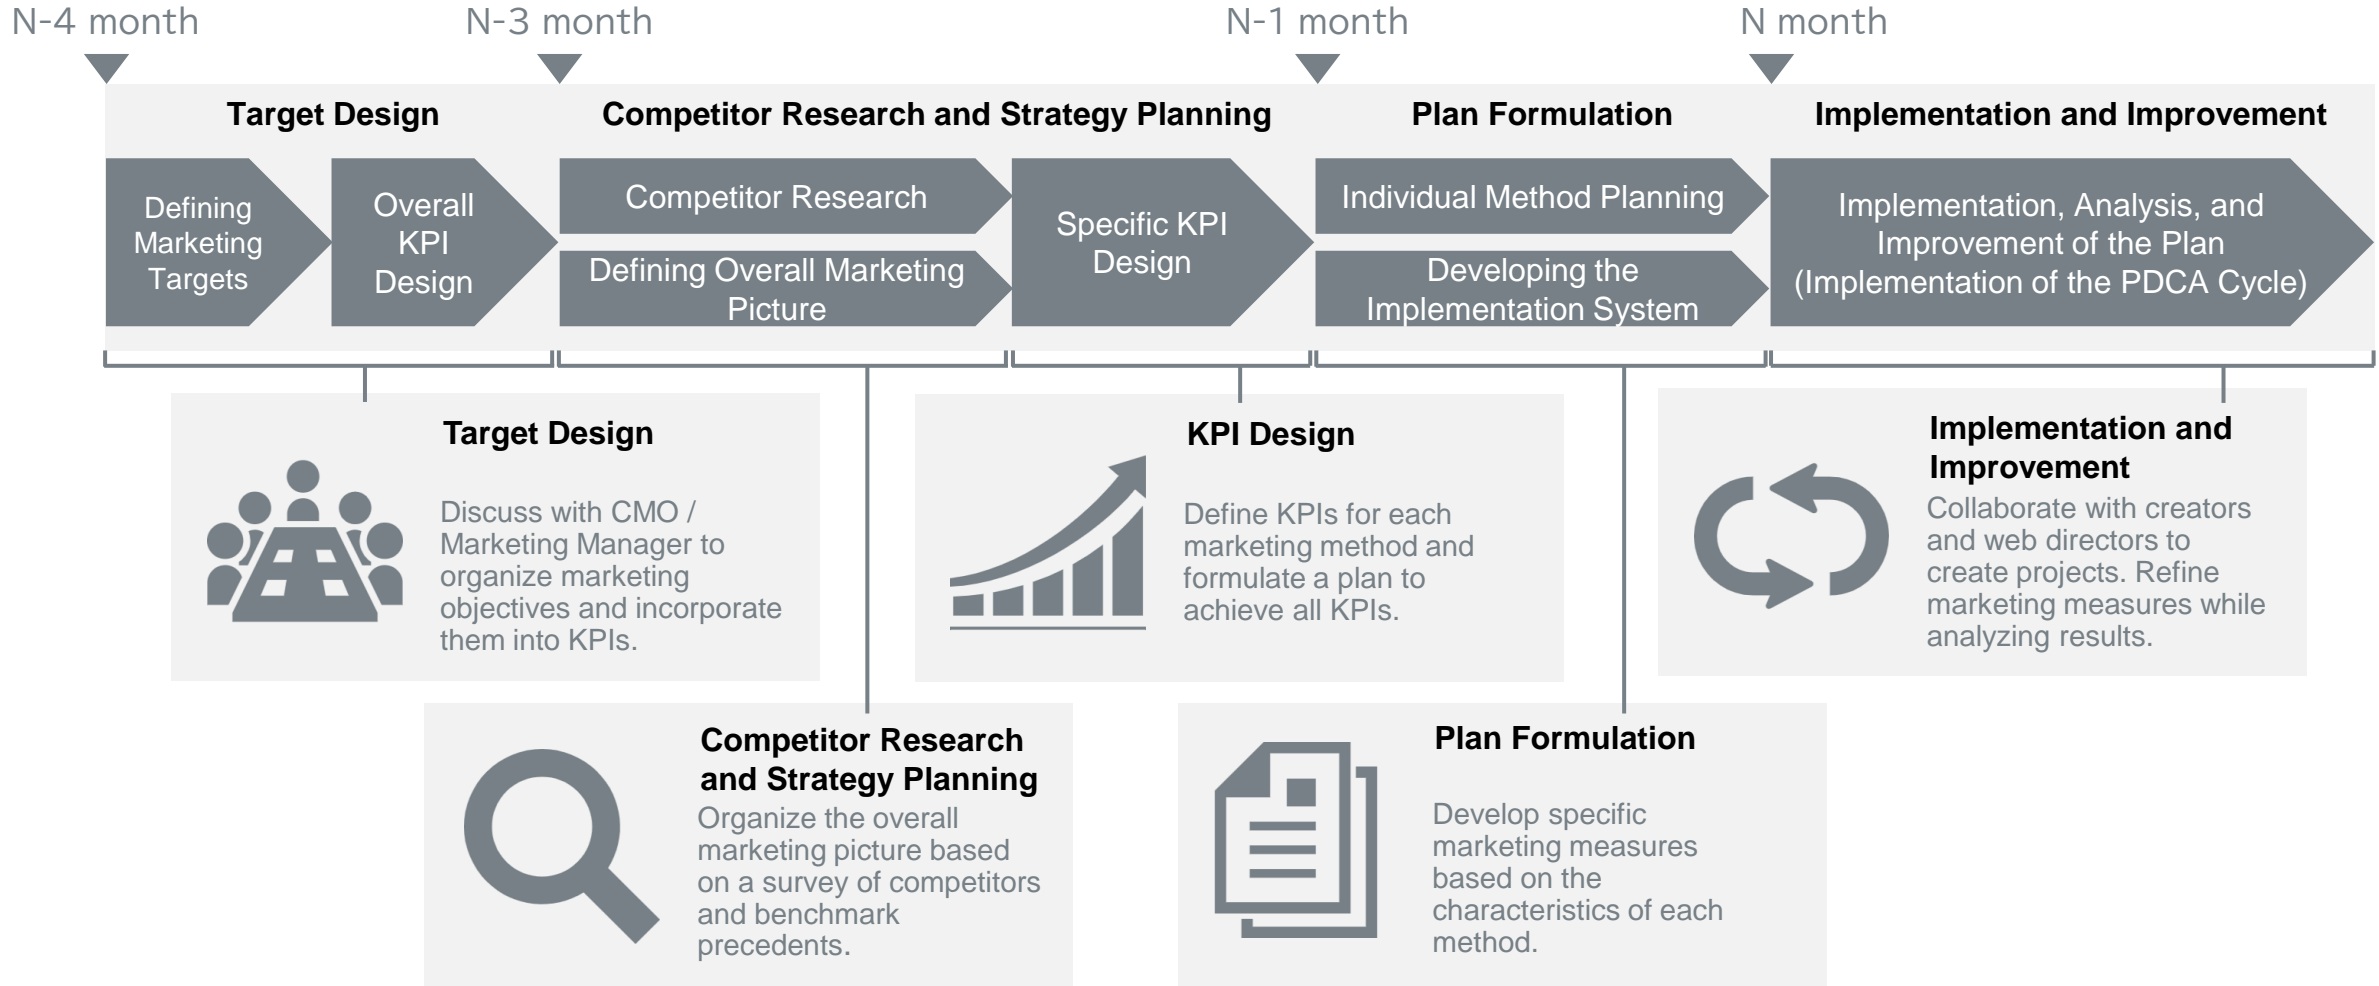 N-4 month
N-3 month
N-1 month
N month
Target Design
Competitor Research and Strategy Planning
Plan Formulation
Implementation and Improvement
Defining
Marketing
Targets
Overall
KPI
Design
Competitor Research
Defining Overall Marketing
Picture
Specific KPI
Design
Individual Method Planning
Developing the
Implementation System
Implementation, Analysis, and
Improvement of the Plan
(Implementation of the PDCA Cycle)
Target Design
Discuss with CMO /
Marketing Manager to
organize marketing
objectives and incorporate
them into KPIs.
KPI Design
Define KPIs for each
marketing method and
formulate a plan to
achieve all KPIs.
Implementation and
Improvement
Collaborate with creators
and web directors to
create projects. Refine
marketing measures while
analyzing results.
Competitor Research
and Strategy Planning
Organize the overall
marketing picture based
on a survey of competitors
and benchmark
precedents.
Plan Formulation
Develop specific
marketing measures
based on the
characteristics of each
method.